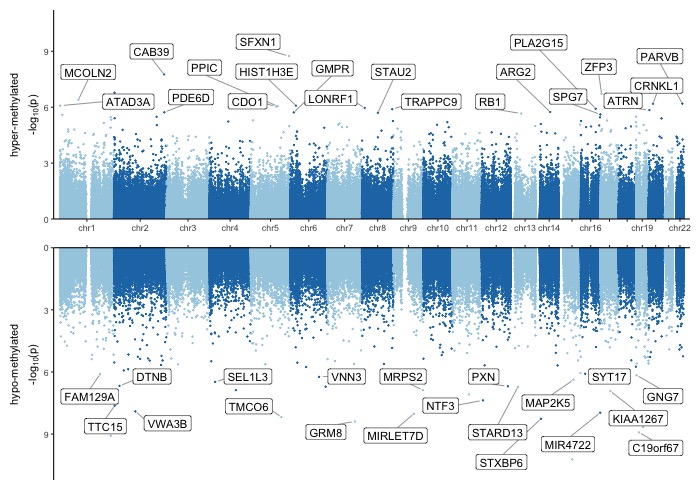 hyper-methylated
-log10(p)
9
6
3
0
SFXN1
CAB39
PLA2G15
MCOLN2
PPIC
HIST1H3E
GMPR
STAU2
ARG2
ZFP3
PARVB
CRNKL1
ATAD3A
PDE6D
CDO1
LONRF1
TRAPPC9
RB1
SPG7
ATRN
chr1
chr2
chr3
chr4
chr5
chr6
chr7
chr8
chr9
chr10
chr11
chr12
chr13
chr14
chr16
chr19
chr22
hypo-methylated
-log10(p)
0
3
6
9
DTNB
SEL1L3
VNN3
MRPS2
PXN
SYT17
FAM129A
TMCO6
NTF3
MAP2K5
GNG7
TTC15
VWA3B
GRM8
MIRLET7D
STARD13
KIAA1267
MIR4722
C19orf67
STXBP6